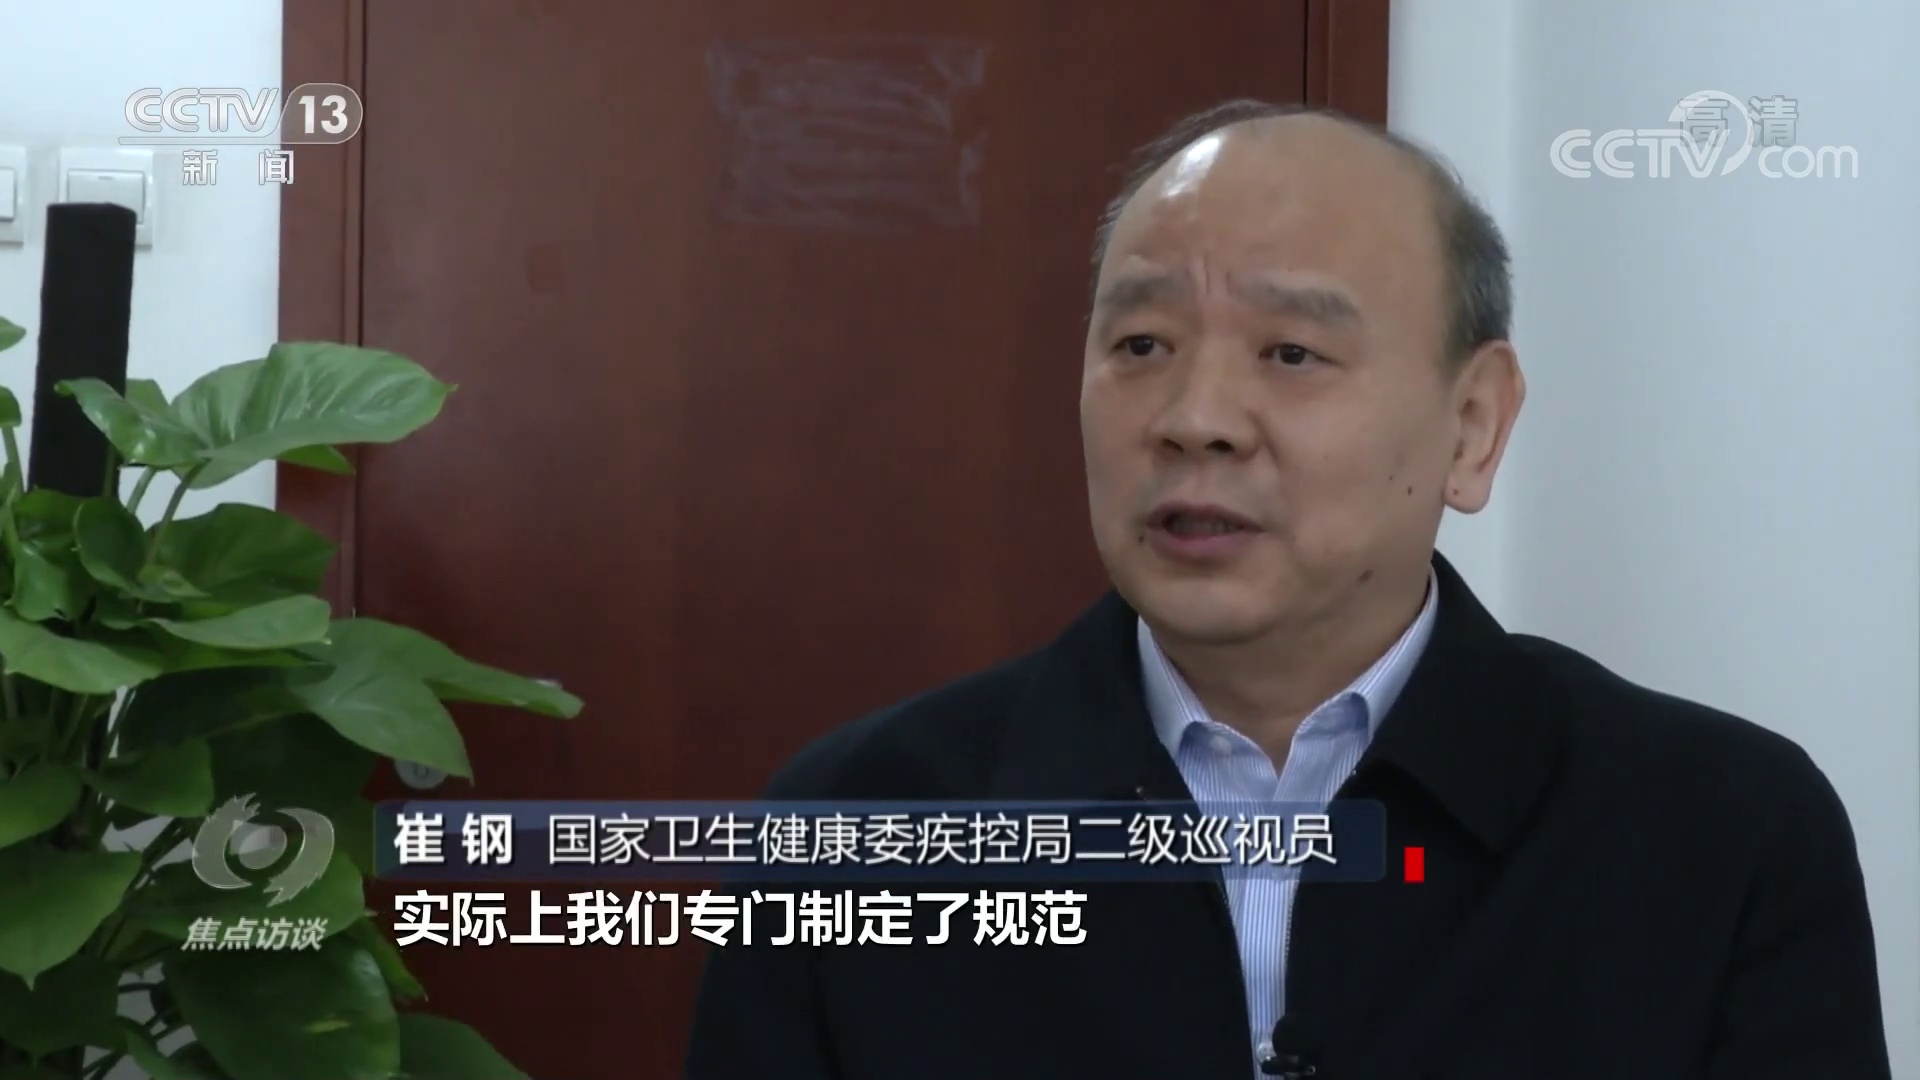 CCTV 13
新闻
高清
CCTV.com
崔钢 国家卫生健康委疾控局二级巡视员
实际上我们专门制定了规范
焦点访谈